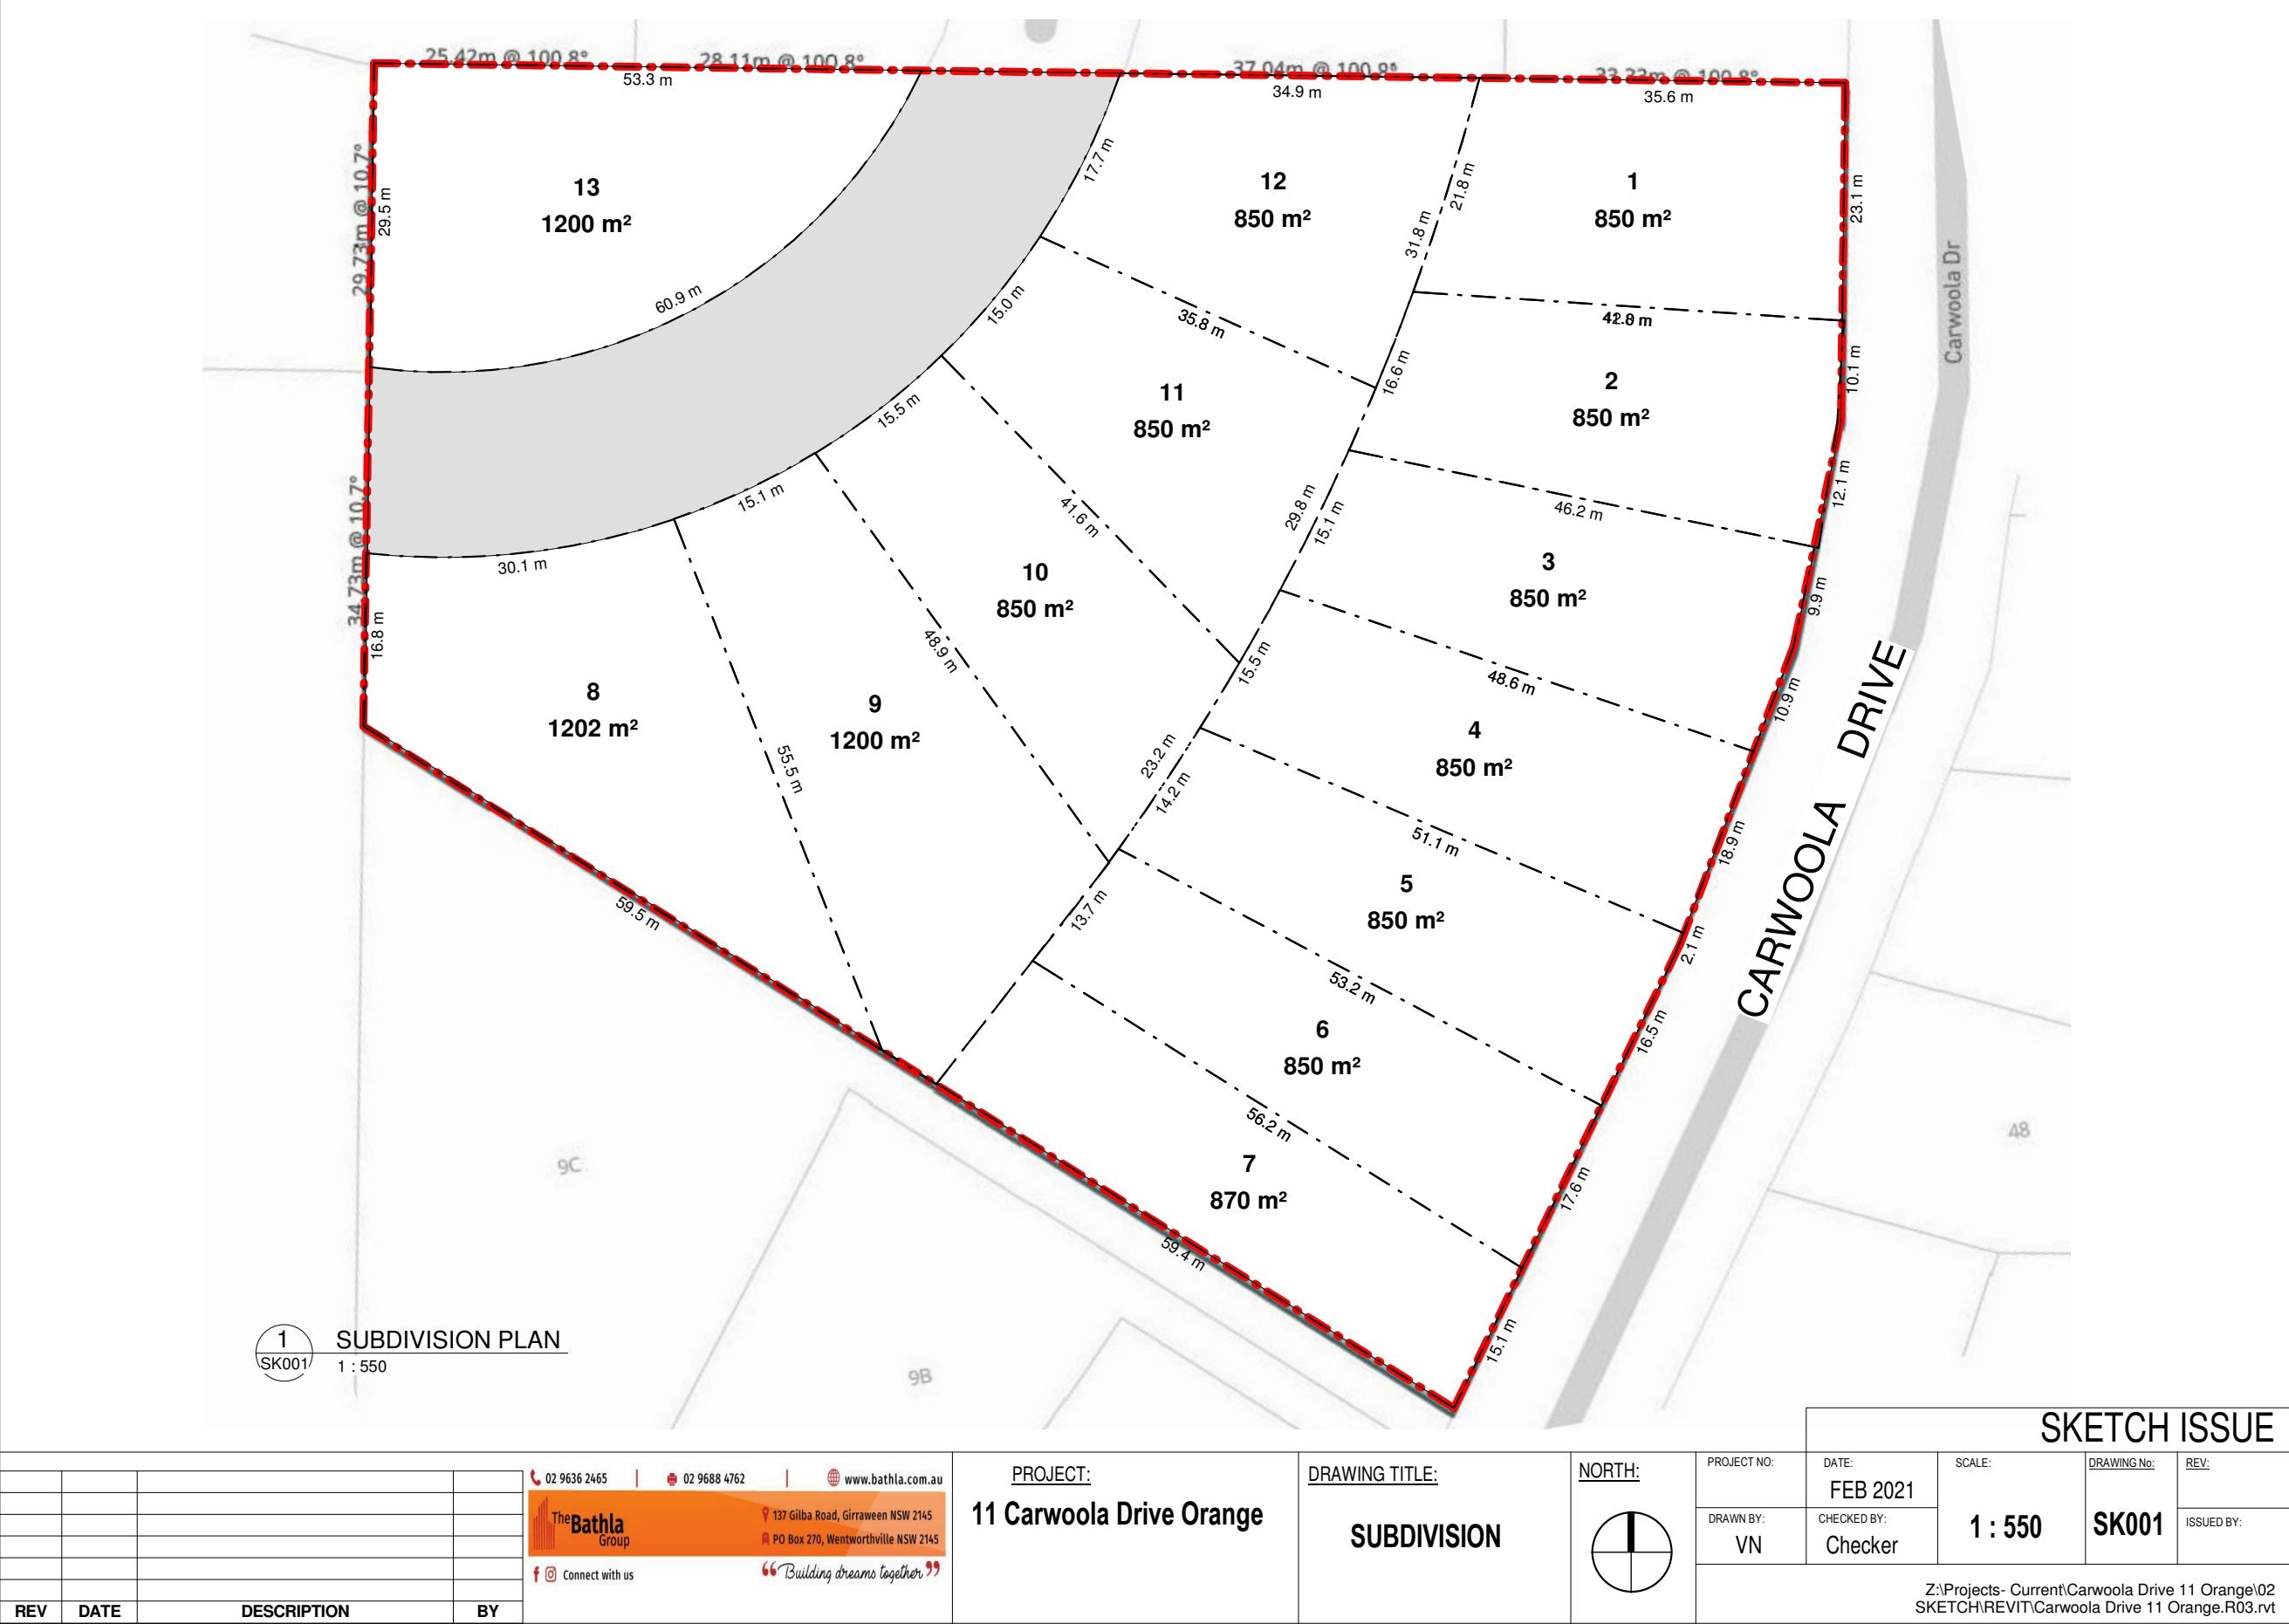 25.42m @ 100.8°
28.11m @ 100.8°
37.04m @ 100.8°
33.33m @ 100.8°
53.3 m
34.9 m
35.6 m
29.73m @ 10.7°
29.5 m
13
1200 m²
60.9 m
17.7 m
12
850 m²
21.8 m
31.8 m
1
850 m²
23.1 m
Carwoola Dr
15.0 m
35.8 m
16.6 m
10.1 m
2
850 m²
11
850 m²
15.5 m
15.1 m
30.1 m
34.73m @ 10.7°
16.8 m
41.6 m
29.8 m
15.1 m
46.2 m
12.1 m
3
850 m²
9.9 m
10
850 m²
48.9 m
15.5 m
48.6 m
10.9 m
8
1202 m²
9
1200 m²
55.5 m
23.2 m
14.2 m
4
850 m²
51.1 m
18.9 m
CARWOOLA DRIVE
5
850 m²
2.1 m
13.7 m
53.2 m
16.5 m
59.5 m
6
850 m²
56.2 m
17.6 m
7
870 m²
59.4 m
15.1 m
9C
9B
48
1
SK001
SUBDIVISION PLAN
1 : 550
SKETCH ISSUE
REV DATE DESCRIPTION BY
02 9636 2465 | 02 9688 4762 | www.bathla.com.au
The Bathla Group
137 Gilba Road, Girraween NSW 2145
PO Box 270, Wentworthville NSW 2145
Connect with us
“Building dreams together”
PROJECT:
11 Carwoola Drive Orange
DRAWING TITLE:
SUBDIVISION
NORTH:
PROJECT NO:
DATE:
FEB 2021
SCALE:
1 : 550
DRAWING No:
SK001
REV:
DRAWN BY:
VN
CHECKED BY:
Checker
ISSUED BY:
Z:\Projects- Current\Carwoola Drive 11 Orange\02
SKETCH\REVIT\Carwoola Drive 11 Orange.R03.rvt